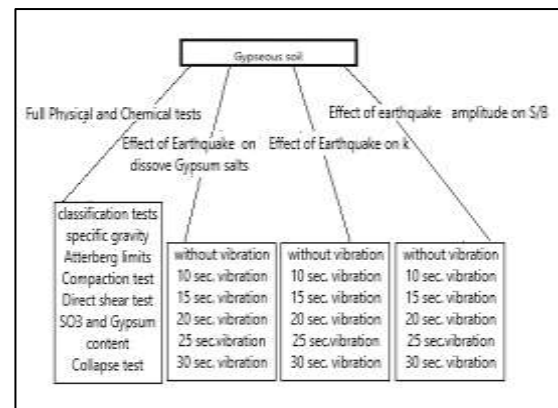 Gypseous soil
Full Physical and Chemical tests
Effect of earthquake amplitude on S/B
Effect of Earthquake on
dissove Gypsum salts
Effect of Earthquake on k
classification tests
specific gravity
Atterberg limits
Compaction test
Direct shear test
SO3 and Gypsum
content
Collapse test
without vibration
10 sec. vibration
15 sec. vibration
20 sec. vibration
25 sec.vibration
30 sec. vibration
without vibration
10 sec. vibration
15 sec. vibration
20 sec. vibration
25 sec.vibration
30 sec. vibration
without vibration
10 sec. vibration
15 sec. vibration
20 sec. vibration
25 sec.vibration
30 sec. vibration